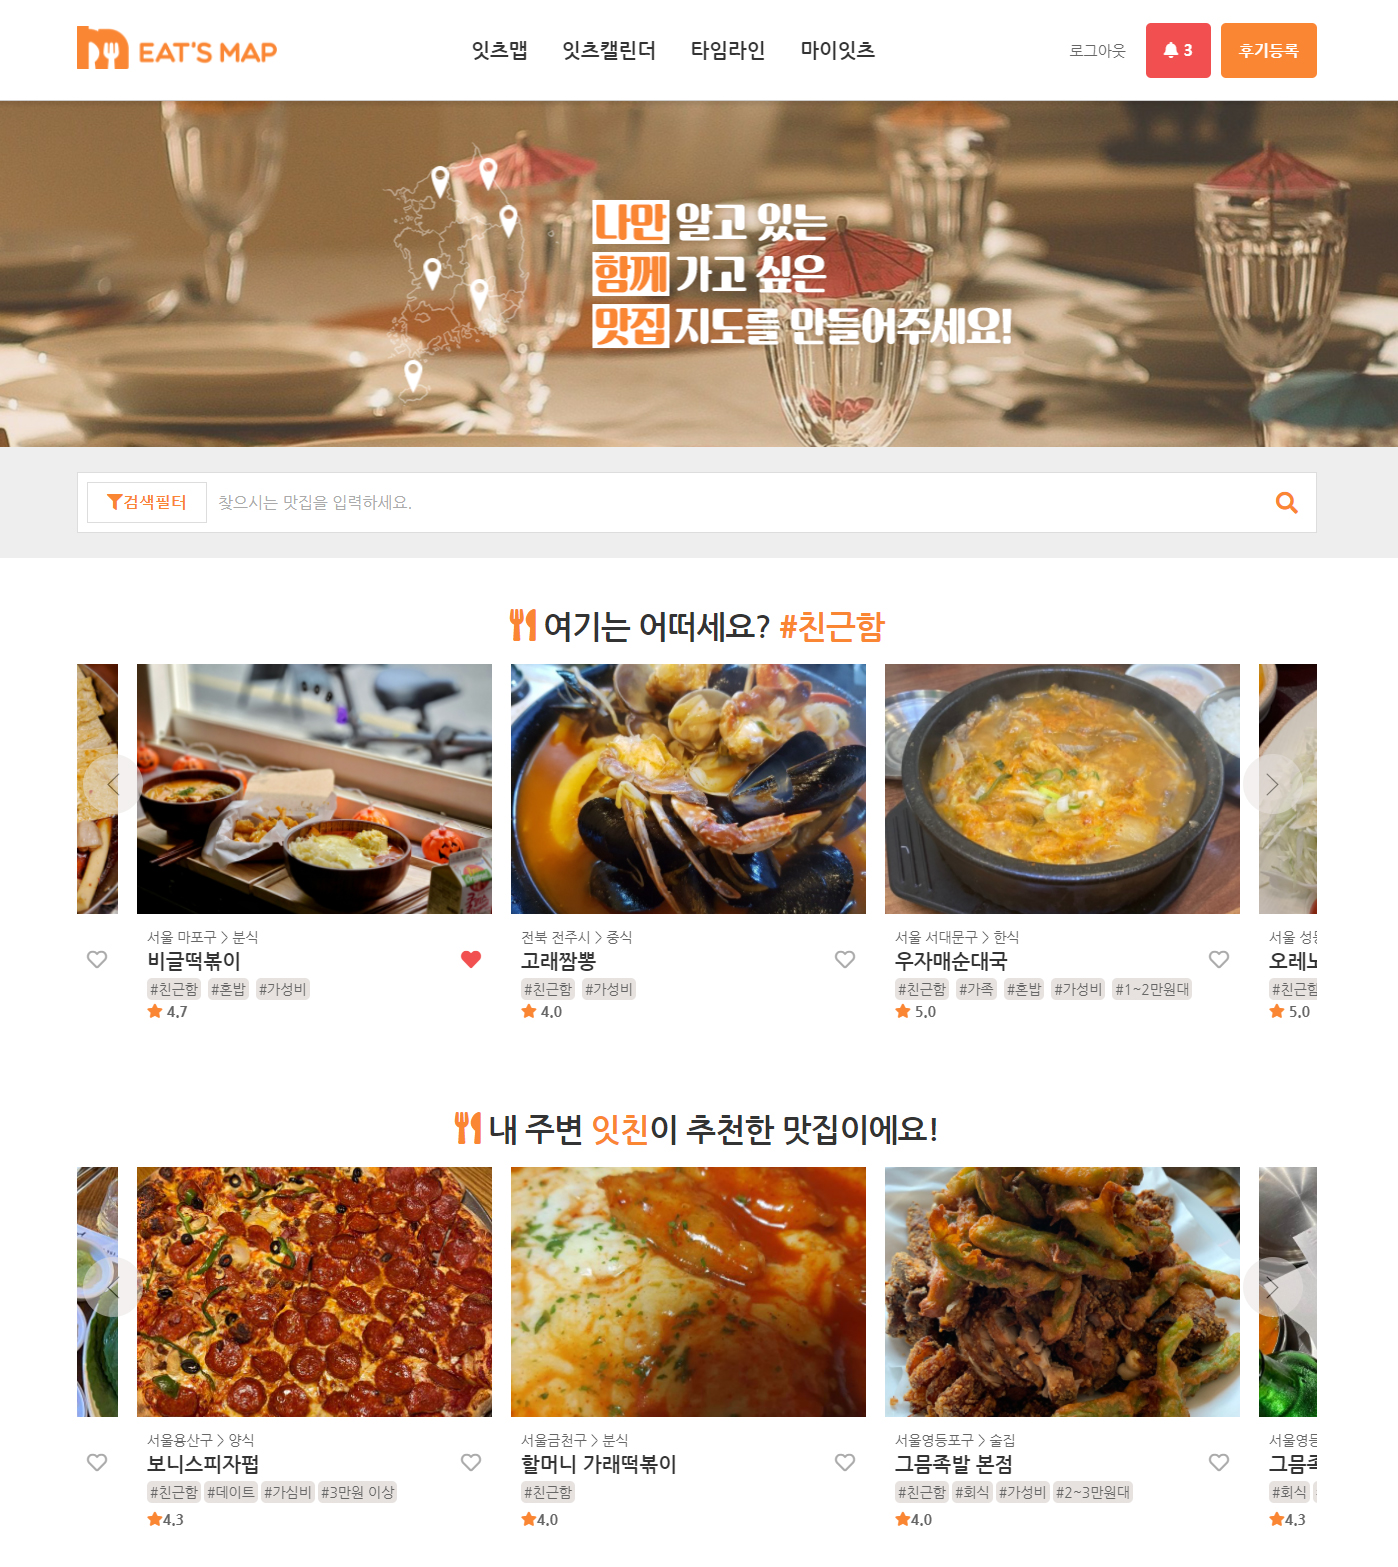 EAT'S MAP
잇츠맵 잇츠캘린더 타임라인 마이잇츠
로그아웃 3 후기등록
나만 알고 있는
함께 가고 싶은
맛집 지도를 만들어주세요!
검색필터 찾으시는 맛집을 입력하세요.
여기는 어떠세요? #친근함
서울 마포구 > 분식
비글떡볶이
#친근함 #혼밥 #가성비
4.7
전북 전주시 > 중식
고래짬뽕
#친근함 #가성비
4.0
서울 서대문구 > 한식
우자매순대국
#친근함 #가족 #혼밥 #가성비 #1~2만원대
5.0
서울
오레노
#친근함
5.0
내 주변 잇친이 추천한 맛집이에요!
서울용산구 > 양식
보니스피자펍
#친근함 #데이트 #가심비 #3만원 이상
4.3
서울금천구 > 분식
할머니 가래떡볶이
#친근함
4.0
서울영등포구 > 술집
그믐족발 본점
#친근함 #회식 #가성비 #2~3만원대
4.0
서울영등
그믐족
#회식
4.3